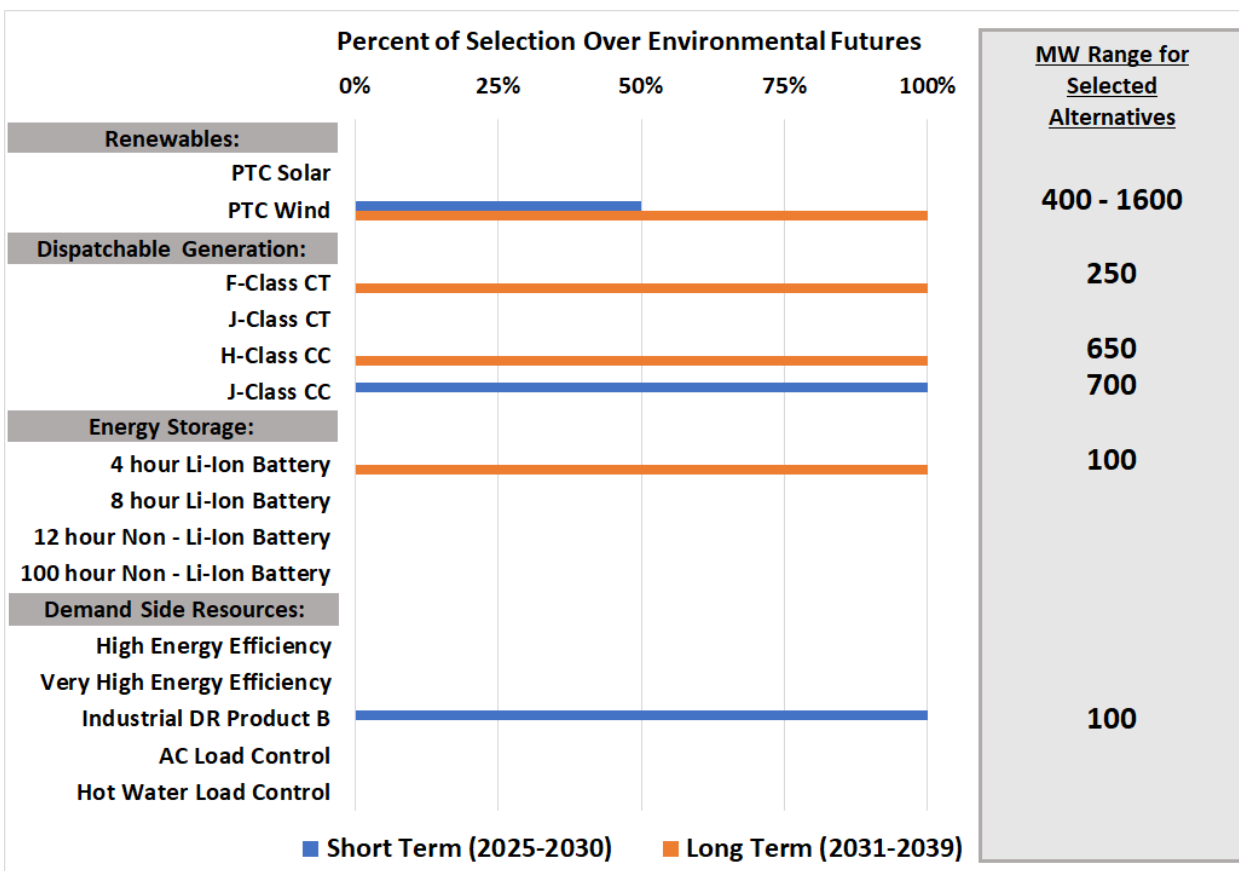 Percent of Selection Over Environmental Futures
0% 25% 50% 75% 100%
MW Range for
Selected
Alternatives
Renewables:
PTC Solar
PTC Wind 400 - 1600
Dispatchable Generation:
F-Class CT 250
J-Class CT
H-Class CC 650
J-Class CC 700
Energy Storage:
4 hour Li-Ion Battery 100
8 hour Li-Ion Battery
12 hour Non - Li-Ion Battery
100 hour Non - Li-Ion Battery
Demand Side Resources:
High Energy Efficiency
Very High Energy Efficiency
Industrial DR Product B 100
AC Load Control
Hot Water Load Control
Short Term (2025-2030) Long Term (2031-2039)